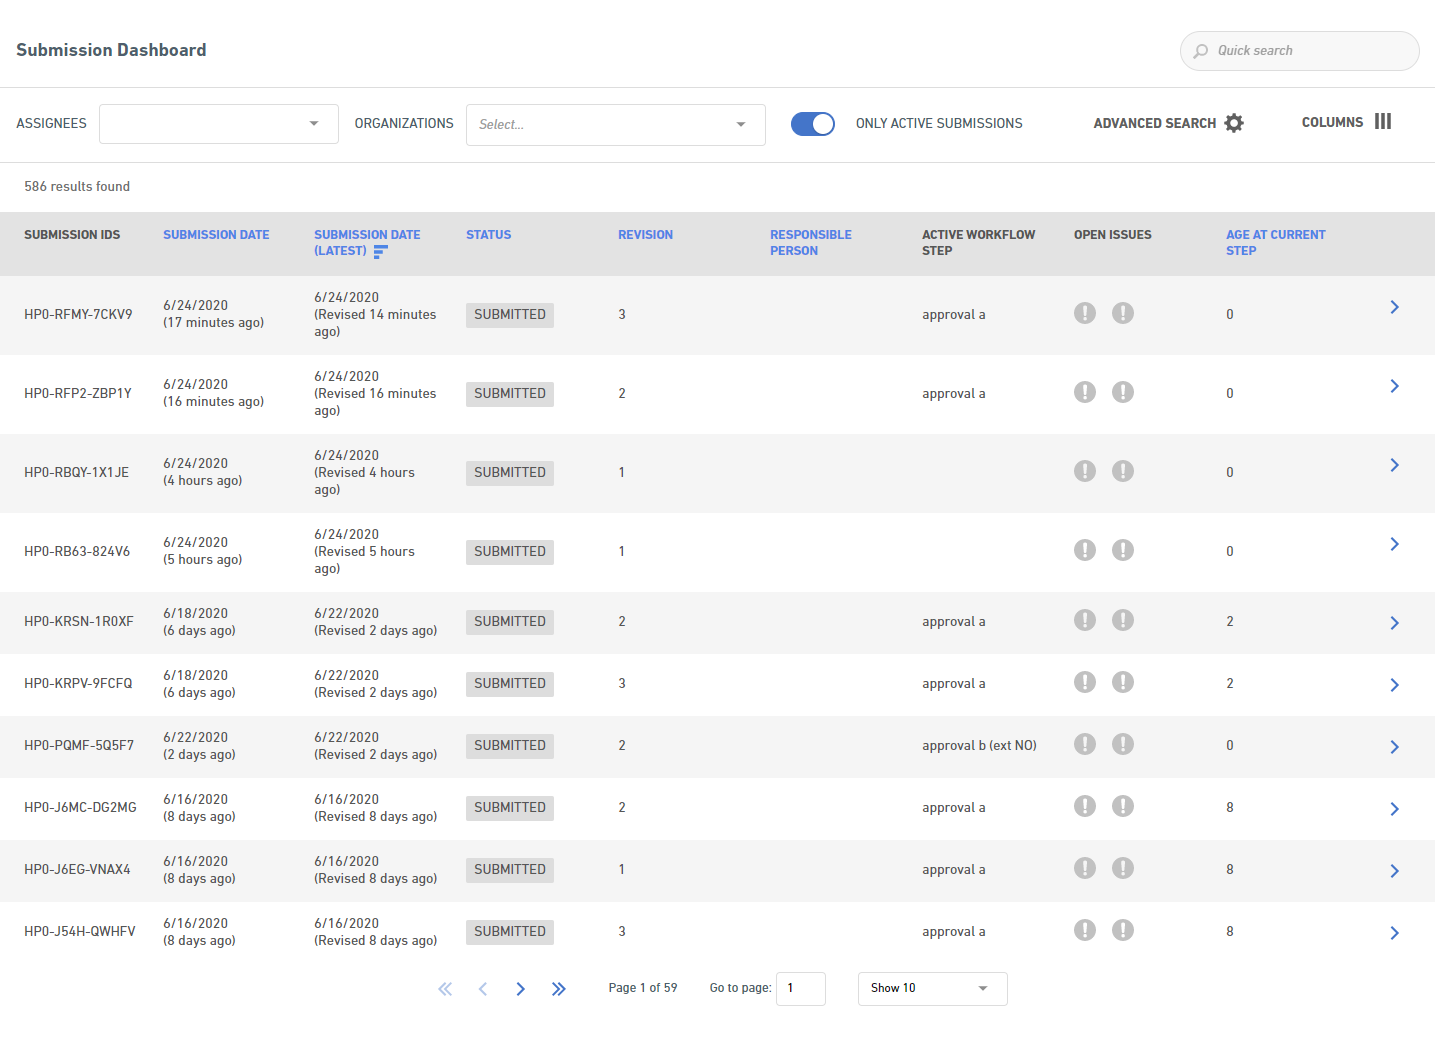 Submission Dashboard
Quick search
ASSIGNEES
ORGANIZATIONS
Select...
ONLY ACTIVE SUBMISSIONS
ADVANCED SEARCH
COLUMNS
586 results found
SUBMISSION IDS
SUBMISSION DATE
SUBMISSION DATE
(LATEST)
STATUS
REVISION
RESPONSIBLE
PERSON
ACTIVE WORKFLOW
STEP
OPEN ISSUES
AGE AT CURRENT
STEP
HP0-RFMY-7CKV9
6/24/2020
(17 minutes ago)
6/24/2020
(Revised 14 minutes
ago)
SUBMITTED
3
approval a
0
HP0-RFP2-ZBP1Y
6/24/2020
(16 minutes ago)
6/24/2020
(Revised 16 minutes
ago)
SUBMITTED
2
approval a
0
HP0-RBQY-1X1JE
6/24/2020
(4 hours ago)
6/24/2020
(Revised 4 hours
ago)
SUBMITTED
1
0
HP0-RB63-824V6
6/24/2020
(5 hours ago)
6/24/2020
(Revised 5 hours
ago)
SUBMITTED
1
0
HP0-KRSN-1R0XF
6/18/2020
(6 days ago)
6/22/2020
(Revised 2 days ago)
SUBMITTED
2
approval a
2
HP0-KRPV-9FCFQ
6/18/2020
(6 days ago)
6/22/2020
(Revised 2 days ago)
SUBMITTED
3
approval a
2
HP0-PQMF-5Q5F7
6/22/2020
(2 days ago)
6/22/2020
(Revised 2 days ago)
SUBMITTED
2
approval b (ext NO)
0
HP0-J6MC-DG2MG
6/16/2020
(8 days ago)
6/16/2020
(Revised 8 days ago)
SUBMITTED
2
approval a
8
HP0-J6EG-VNAX4
6/16/2020
(8 days ago)
6/16/2020
(Revised 8 days ago)
SUBMITTED
1
approval a
8
HP0-J54H-QWHFV
6/16/2020
(8 days ago)
6/16/2020
(Revised 8 days ago)
SUBMITTED
3
approval a
8
Page 1 of 59
Go to page:
1
Show 10